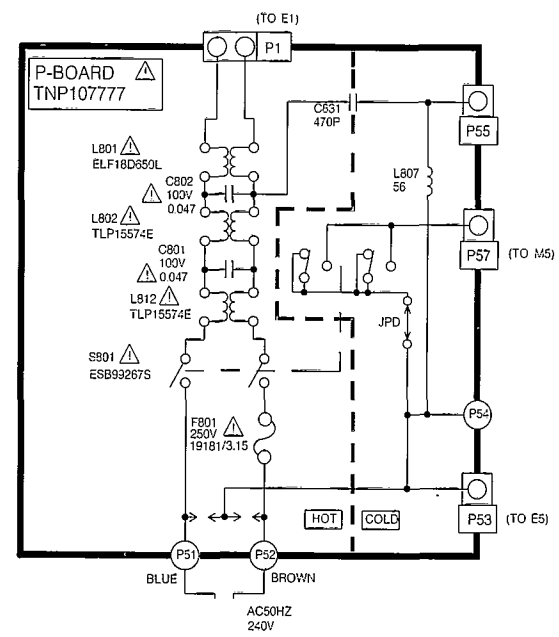 (TO E1)
P1
P-BOARD
TNP107777
C631
470P
P55
L801
ELF18D650L
C802
100V
0.047
L807
56
L802
TLP15574E
P57
(TO M5)
C801
100V
0.047
L812
TLP15574E
JPD
S801
ESB99267S
F801
250V
19181/3.15
P54
HOT
COLD
P53
(TO E5)
P51
P52
BLUE
BROWN
AC50HZ
240V